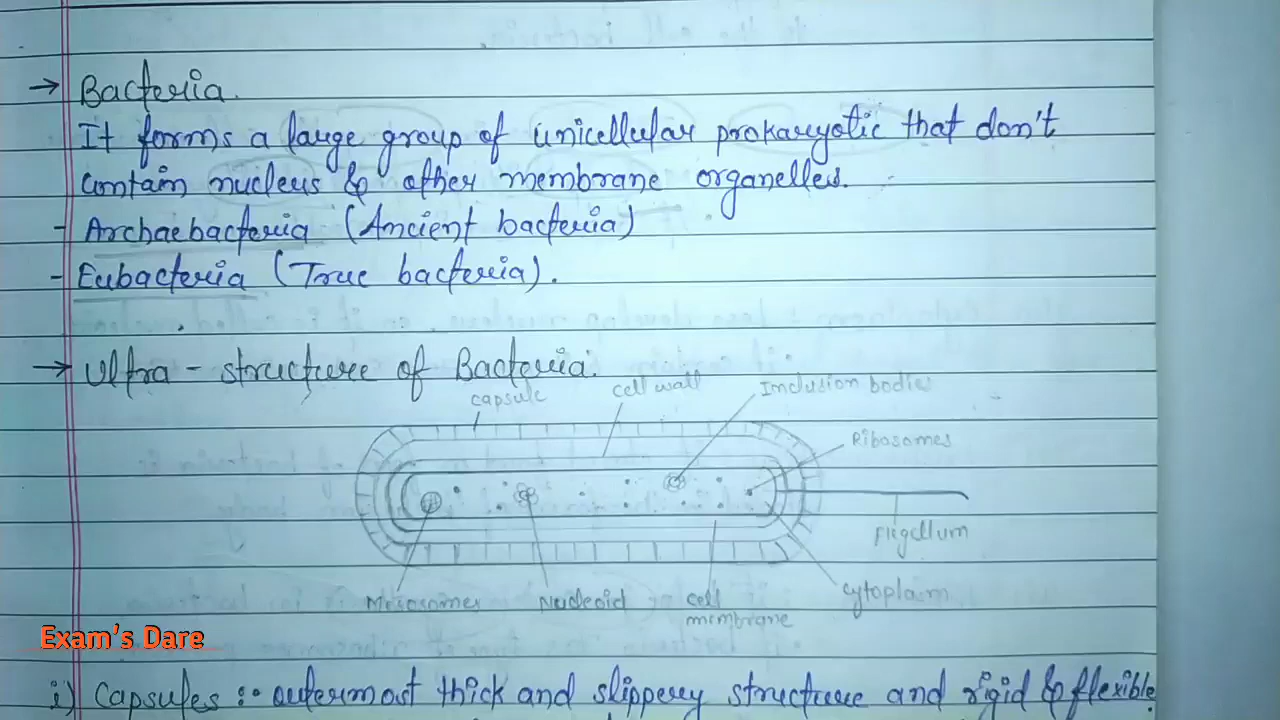 → Bacteria.
It forms a large group of unicellular prokaryotic that don't
contain nucleus & other membrane organelles.
- Archaebacteria (Ancient bacteria)
- Eubacteria (True bacteria).
→ Ultra - structure of Bacteria:
capsule
cell wall
Inclusion bodies
Ribosomes
Flagellum
Mesosomes
Nucleoid
cell
membrane
cytoplasm
Exam's Dare
i) Capsules :- outermost thick and slippery structure and rigid & flexible.